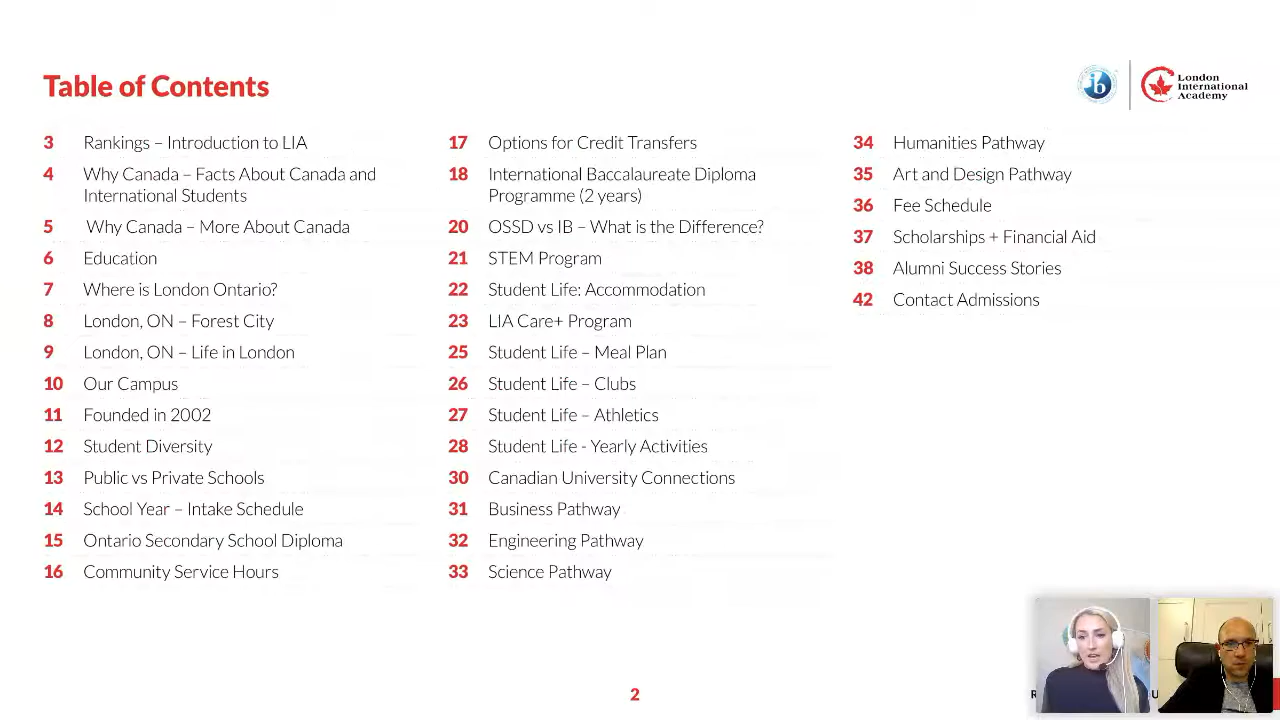 Table of Contents
ib
London
International
Academy
3 Rankings – Introduction to LIA
4 Why Canada – Facts About Canada and
International Students
5 Why Canada – More About Canada
6 Education
7 Where is London Ontario?
8 London, ON – Forest City
9 London, ON – Life in London
10 Our Campus
11 Founded in 2002
12 Student Diversity
13 Public vs Private Schools
14 School Year – Intake Schedule
15 Ontario Secondary School Diploma
16 Community Service Hours
17 Options for Credit Transfers
18 International Baccalaureate Diploma
Programme (2 years)
20 OSSD vs IB – What is the Difference?
21 STEM Program
22 Student Life: Accommodation
23 LIA Care+ Program
25 Student Life – Meal Plan
26 Student Life – Clubs
27 Student Life – Athletics
28 Student Life - Yearly Activities
30 Canadian University Connections
31 Business Pathway
32 Engineering Pathway
33 Science Pathway
34 Humanities Pathway
35 Art and Design Pathway
36 Fee Schedule
37 Scholarships + Financial Aid
38 Alumni Success Stories
42 Contact Admissions
2